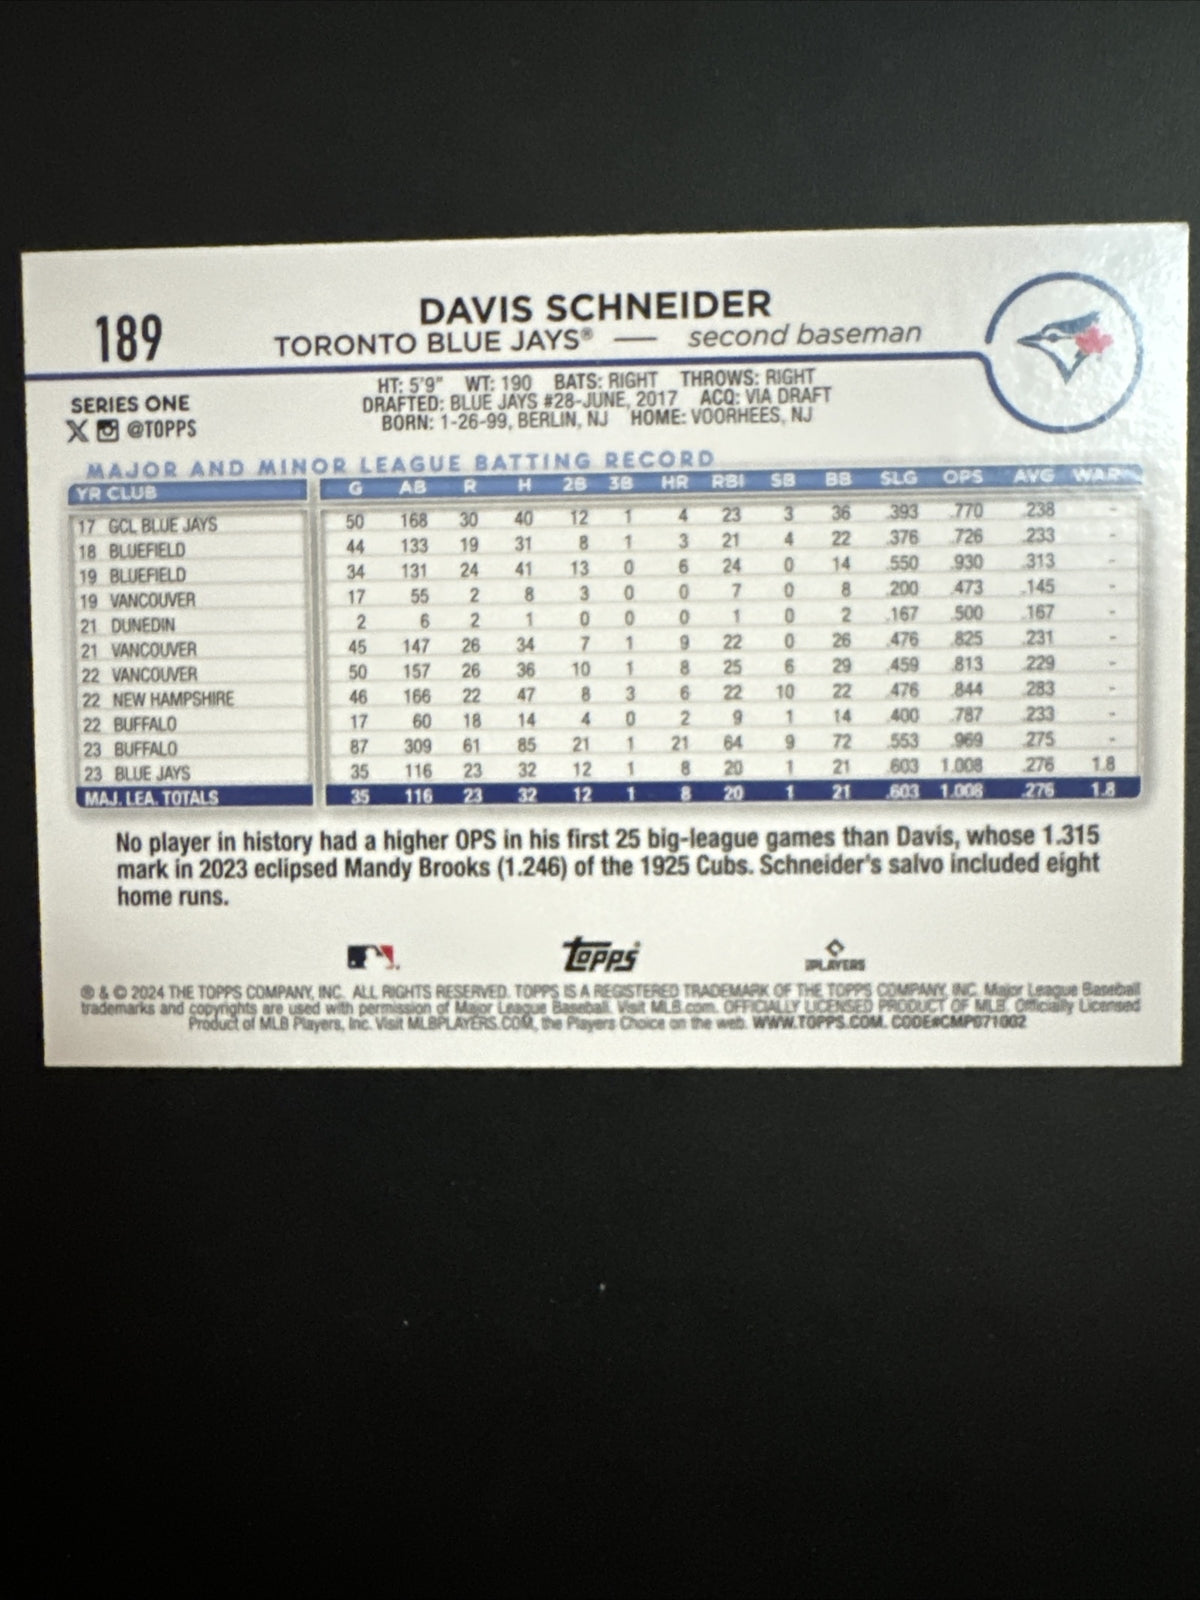 189
DAVIS SCHNEIDER
TORONTO BLUE JAYS® — second baseman
SERIES ONE
X @TOPPS
HT: 5'9" WT: 190 BATS: RIGHT THROWS: RIGHT
DRAFTED: BLUE JAYS #28-JUNE, 2017 ACQ: VIA DRAFT
BORN: 1-26-99, BERLIN, NJ HOME: VOORHEES, NJ
MAJOR AND MINOR LEAGUE BATTING RECORD
YR CLUB G AB R H 2B 3B HR RBI SB BB SLG OPS AVG WAR
17 GCL BLUE JAYS 50 168 30 40 12 1 4 23 3 36 .393 .770 .238 -
18 BLUEFIELD 44 133 19 31 8 1 3 21 4 22 .376 .726 .233 -
19 BLUEFIELD 34 131 24 41 13 0 6 24 0 14 .550 .930 .313 -
19 VANCOUVER 17 55 2 8 3 0 0 7 0 8 .200 .473 .145 -
21 DUNEDIN 2 6 2 1 0 0 0 1 0 2 .167 .500 .167 -
21 VANCOUVER 45 147 26 34 7 1 9 22 0 26 .476 .825 .231 -
22 VANCOUVER 50 157 26 36 10 1 8 25 6 29 .459 .813 .229 -
22 NEW HAMPSHIRE 46 166 22 47 8 3 6 22 10 22 .476 .844 .283 -
22 BUFFALO 17 60 18 14 4 0 2 9 1 14 .400 .787 .233 -
23 BUFFALO 87 309 61 85 21 1 21 64 9 72 .553 .969 .275 -
23 BLUE JAYS 35 116 23 32 12 1 8 20 1 21 .603 1.008 .276 1.8
MAJ. LEA. TOTALS 35 116 23 32 12 1 8 20 1 21 .603 1.008 .276 1.8
No player in history had a higher OPS in his first 25 big-league games than Davis, whose 1.315
mark in 2023 eclipsed Mandy Brooks (1.246) of the 1925 Cubs. Schneider's salvo included eight
home runs.
Topps
PLAYERS
® & © 2024 THE TOPPS COMPANY, INC. ALL RIGHTS RESERVED. TOPPS IS A REGISTERED TRADEMARK OF THE TOPPS COMPANY, INC. Major League Baseball
trademarks and copyrights are used with permission of Major League Baseball. Visit MLB.com. OFFICIALLY LICENSED PRODUCT OF MLB. Officially Licensed
Product of MLB Players, Inc. Visit MLBPLAYERS.COM, the Players Choice on the web. WWW.TOPPS.COM. CODE#CMP071002